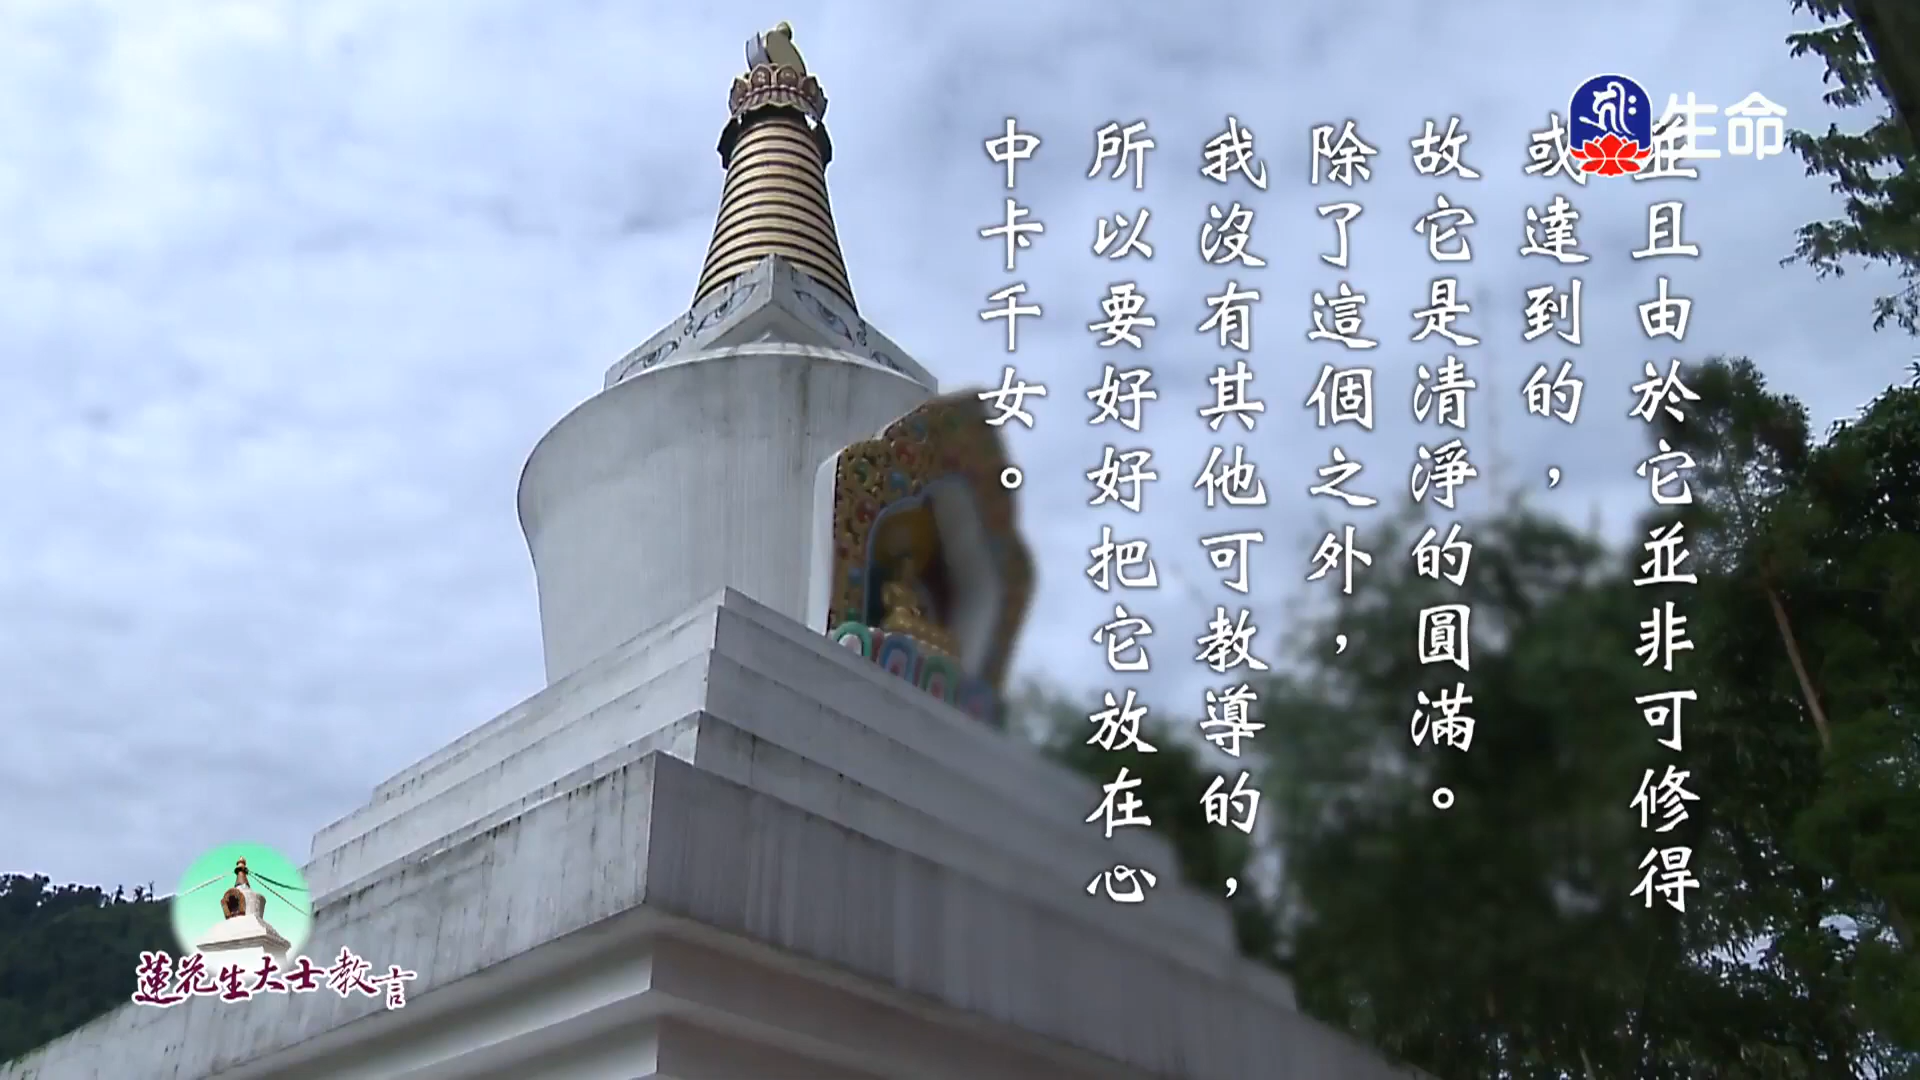 並且由於它並非可修得
或達到的，
故它是清淨的圓滿。
除了這個之外，
我沒有其他可教導的，
所以要好好把它放在心
中卡千女。
生命
蓮花生大士教言